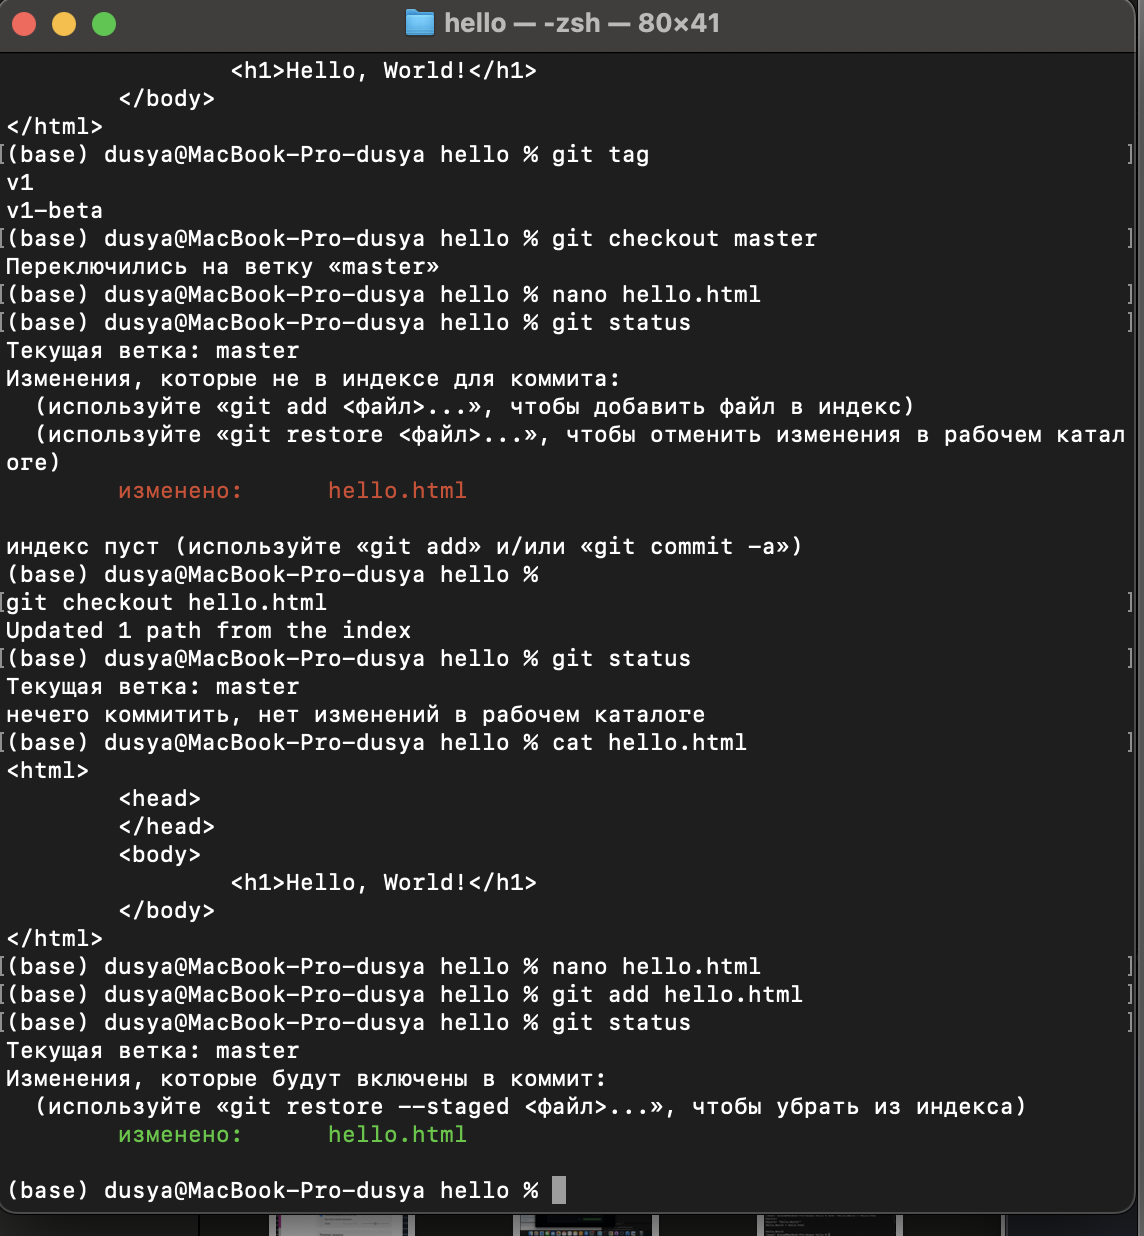 hello — -zsh — 80×41
<h1>Hello, World!</h1>
</body>
</html>
[(base) dusya@MacBook-Pro-dusya hello % git tag ]
v1
v1-beta
[(base) dusya@MacBook-Pro-dusya hello % git checkout master ]
Переключились на ветку «master»
[(base) dusya@MacBook-Pro-dusya hello % nano hello.html ]
[(base) dusya@MacBook-Pro-dusya hello % git status ]
Текущая ветка: master
Изменения, которые не в индексе для коммита:
(используйте «git add <файл>...», чтобы добавить файл в индекс)
(используйте «git restore <файл>...», чтобы отменить изменения в рабочем катал
оге)
изменено: hello.html
индекс пуст (используйте «git add» и/или «git commit -a»)
(base) dusya@MacBook-Pro-dusya hello %
[git checkout hello.html ]
Updated 1 path from the index
[(base) dusya@MacBook-Pro-dusya hello % git status ]
Текущая ветка: master
нечего коммитить, нет изменений в рабочем каталоге
[(base) dusya@MacBook-Pro-dusya hello % cat hello.html ]
<html>
<head>
</head>
<body>
<h1>Hello, World!</h1>
</body>
</html>
[(base) dusya@MacBook-Pro-dusya hello % nano hello.html ]
[(base) dusya@MacBook-Pro-dusya hello % git add hello.html ]
[(base) dusya@MacBook-Pro-dusya hello % git status ]
Текущая ветка: master
Изменения, которые будут включены в коммит:
(используйте «git restore --staged <файл>...», чтобы убрать из индекса)
изменено: hello.html
(base) dusya@MacBook-Pro-dusya hello %